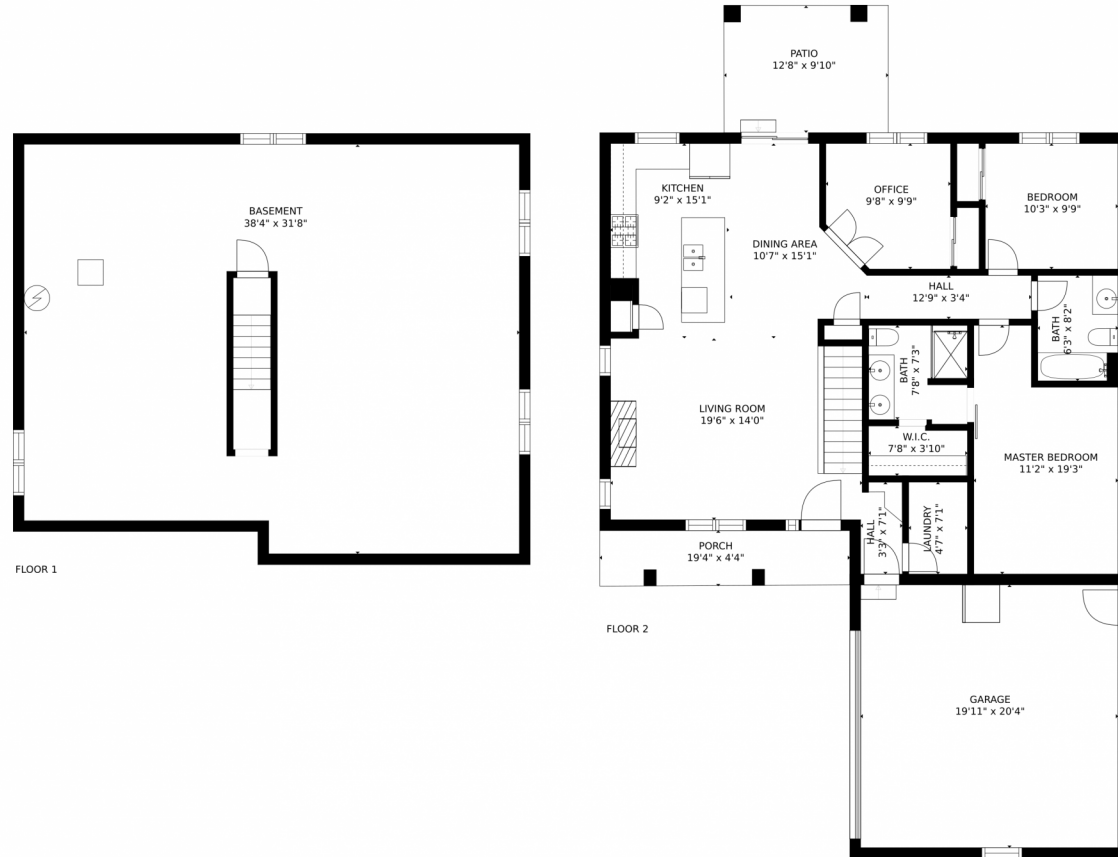 BASEMENT
38'4" x 31'8"
FLOOR 1
PATIO
12'8" x 9'10"
KITCHEN
9'2" x 15'1"
OFFICE
9'8" x 9'9"
BEDROOM
10'3" x 9'9"
DINING AREA
10'7" x 15'1"
HALL
12'9" x 3'4"
BATH
6'3" x 8'2"
BATH
7'8" x 7'3"
LIVING ROOM
19'6" x 14'0"
W.I.C.
7'8" x 3'10"
MASTER BEDROOM
11'2" x 19'3"
HALL
3'3" x 7'1"
LAUNDRY
4'7" x 7'1"
PORCH
19'4" x 4'4"
FLOOR 2
GARAGE
19'11" x 20'4"